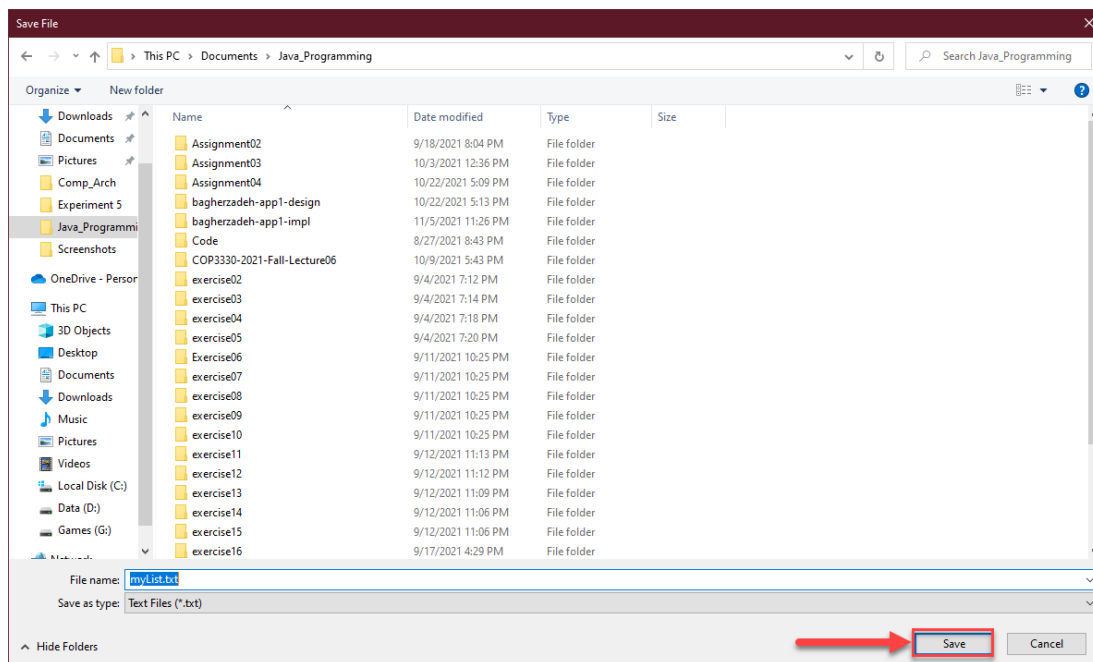 Save File
This PC > Documents > Java_Programming
Search Java_Programming
Organize
New folder
Name
Date modified
Type
Size
Downloads
Documents
Pictures
Comp_Arch
Experiment 5
Java_Programmi
Screenshots
OneDrive - Person
This PC
3D Objects
Desktop
Documents
Downloads
Music
Pictures
Videos
Local Disk (C:)
Data (D:)
Games (G:)
Network
Assignment02 9/18/2021 8:04 PM File folder
Assignment03 10/3/2021 12:36 PM File folder
Assignment04 10/22/2021 5:09 PM File folder
bagherzadeh-app1-design 10/22/2021 5:13 PM File folder
bagherzadeh-app1-impl 11/5/2021 11:26 PM File folder
Code 8/27/2021 8:43 PM File folder
COP3330-2021-Fall-Lecture06 10/9/2021 5:43 PM File folder
exercise02 9/4/2021 7:12 PM File folder
exercise03 9/4/2021 7:14 PM File folder
exercise04 9/4/2021 7:18 PM File folder
exercise05 9/4/2021 7:20 PM File folder
Exercise06 9/11/2021 10:25 PM File folder
exercise07 9/11/2021 10:25 PM File folder
exercise08 9/11/2021 10:25 PM File folder
exercise09 9/11/2021 10:25 PM File folder
exercise10 9/11/2021 10:25 PM File folder
exercise11 9/12/2021 11:13 PM File folder
exercise12 9/12/2021 11:12 PM File folder
exercise13 9/12/2021 11:09 PM File folder
exercise14 9/12/2021 11:06 PM File folder
exercise15 9/12/2021 11:06 PM File folder
exercise16 9/17/2021 4:29 PM File folder
File name: myList.txt
Save as type: Text Files (*.txt)
Hide Folders
Save
Cancel